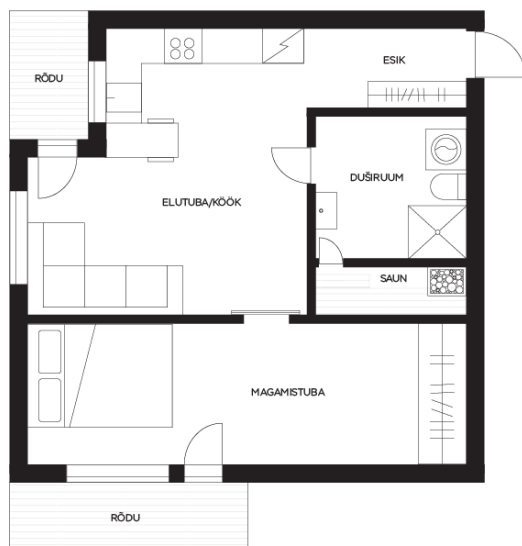 ESIK
RÕDU
DUŠIRUUM
ELUTUBA/KÖÖK
SAUN
MAGAMISTUBA
RÕDU